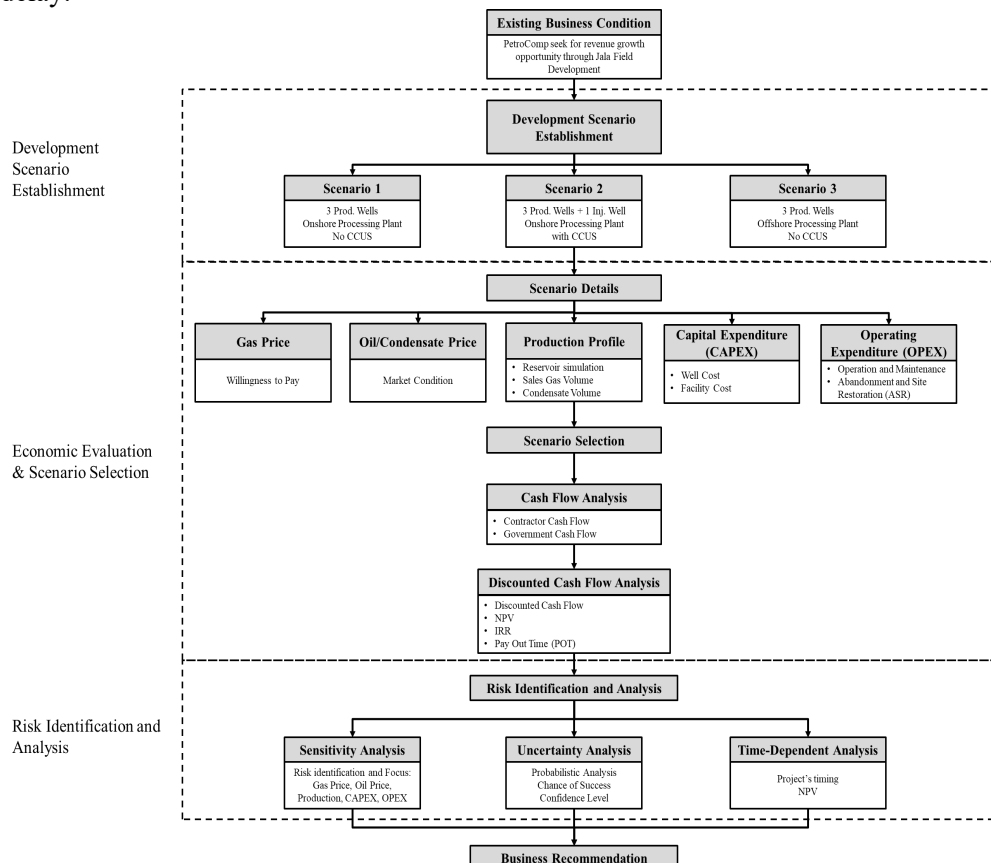 delay.
Existing Business Condition
PetroComp seek for revenue growth
opportunity through Jala Field
Development
Development
Scenario
Establishment
Development Scenario
Establishment
Scenario 1
3 Prod. Wells
Onshore Processing Plant
No CCUS
Scenario 2
3 Prod. Wells + 1 Inj. Well
Onshore Processing Plant
with CCUS
Scenario 3
3 Prod. Wells
Offshore Processing Plant
No CCUS
Economic Evaluation
& Scenario Selection
Scenario Details
Gas Price
Willingness to Pay
Oil/Condensate Price
Market Condition
Production Profile
• Reservoir simulation
• Sales Gas Volume
• Condensate Volume
Capital Expenditure
(CAPEX)
• Well Cost
• Facility Cost
Operating
Expenditure (OPEX)
• Operation and Maintenance
• Abandonment and Site
Restoration (ASR)
Scenario Selection
Cash Flow Analysis
• Contractor Cash Flow
• Government Cash Flow
Discounted Cash Flow Analysis
• Discounted Cash Flow
• NPV
• IRR
• Pay Out Time (POT)
Risk Identification and
Analysis
Risk Identification and Analysis
Sensitivity Analysis
Risk identification and Focus:
Gas Price, Oil Price,
Production, CAPEX, OPEX
Uncertainty Analysis
Probabilistic Analysis
Chance of Success
Confidence Level
Time-Dependent Analysis
Project's timing
NPV
Business Recommendation